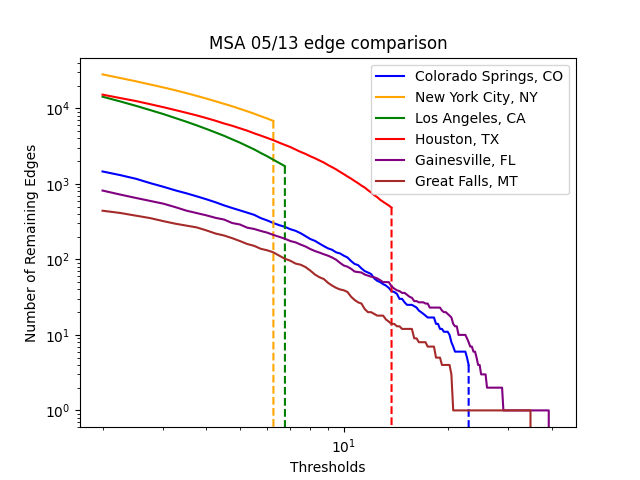 MSA 05/13 edge comparison
Colorado Springs, CO
New York City, NY
Los Angeles, CA
Houston, TX
Gainesville, FL
Great Falls, MT
Number of Remaining Edges
10⁴
10³
10²
10¹
10⁰
10¹
Thresholds